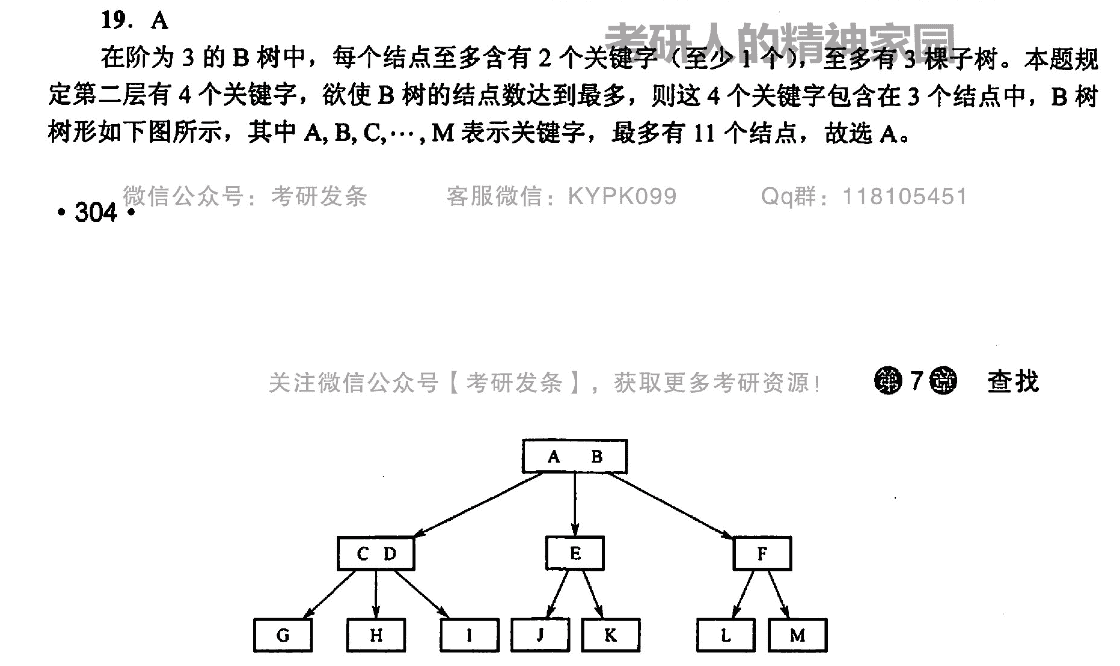 19. A
考研人的精神家园
在阶为 3 的 B 树中，每个结点至多含有 2 个关键字（至少 1 个），至多有 3 棵子树。本题规
定第二层有 4 个关键字，欲使 B 树的结点数达到最多，则这 4 个关键字包含在 3 个结点中，B 树
树形如下图所示，其中 A, B, C,⋯, M 表示关键字，最多有 11 个结点，故选 A。
微信公众号：考研发条 客服微信：KYPK099 Qq群：118105451
·304·
关注微信公众号【考研发条】，获取更多考研资源！
第 7 章 查找
A B
C D E F
G H I J K L M